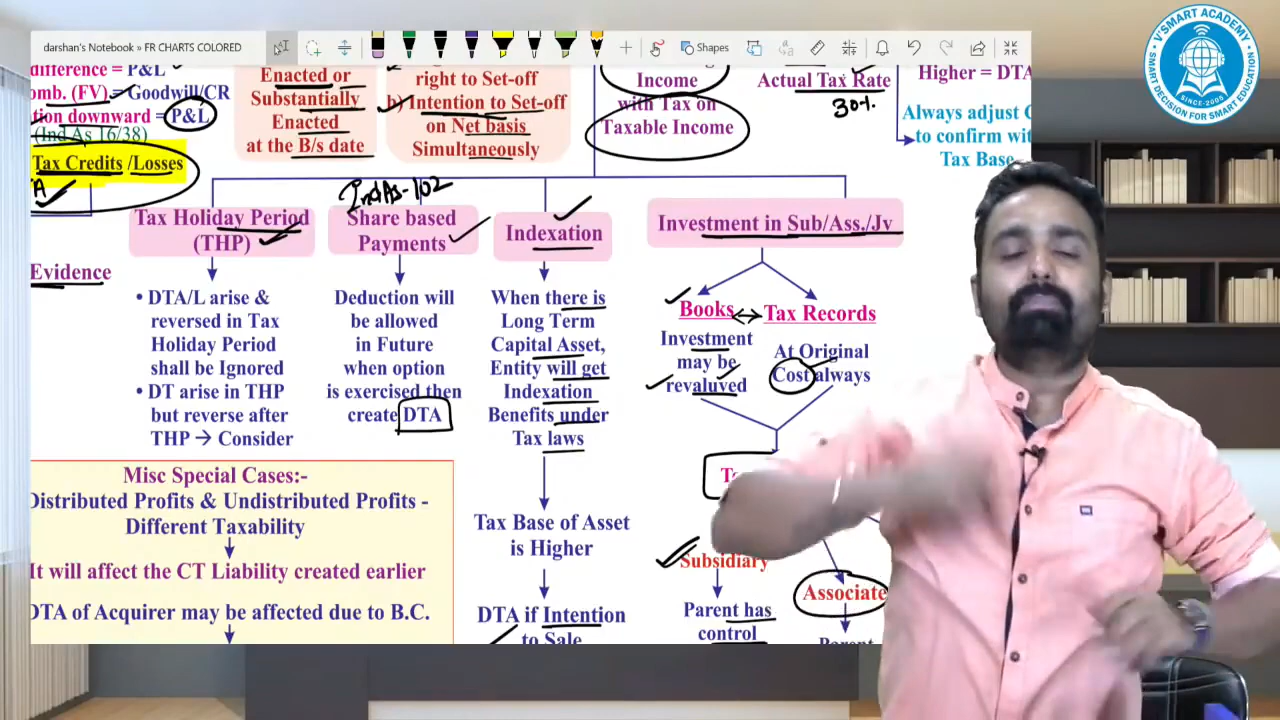 darshan's Notebook » FR CHARTS COLORED
Shapes
V'SMART ACADEMY
SMART DECISION FOR SMART EDUCATION
SINCE-2009
difference = P&L
omb. (FV) = Goodwill/CR
tion downward = P&L
(Ind As 16/38)
Tax Credits /Losses
Evidence
Enacted or
Substantially
Enacted
at the B/s date
right to Set-off
b) Intention to Set-off
on Net basis
Simultaneously
Income
with Tax on
Taxable Income
Actual Tax Rate
30%
Higher = DTA
Always adjust
to confirm wit
Tax Base
Tax Holiday Period
(THP)
• DTA/L arise &
reversed in Tax
Holiday Period
shall be Ignored
• DT arise in THP
but reverse after
THP → Consider
Ind As-102
Share based
Payments
Deduction will
be allowed
in Future
when option
is exercised then
create DTA
Indexation
When there is
Long Term
Capital Asset,
Entity will get
Indexation
Benefits under
Tax laws
Tax Base of Asset
is Higher
DTA if Intention
to Sale
Investment in Sub/Ass./Jv
Books
Tax Records
Investment
may be
revaluved
At Original
Cost always
Subsidiary
Parent has
control
Associate
Misc Special Cases:-
Distributed Profits & Undistributed Profits -
Different Taxability
It will affect the CT Liability created earlier
DTA of Acquirer may be affected due to B.C.